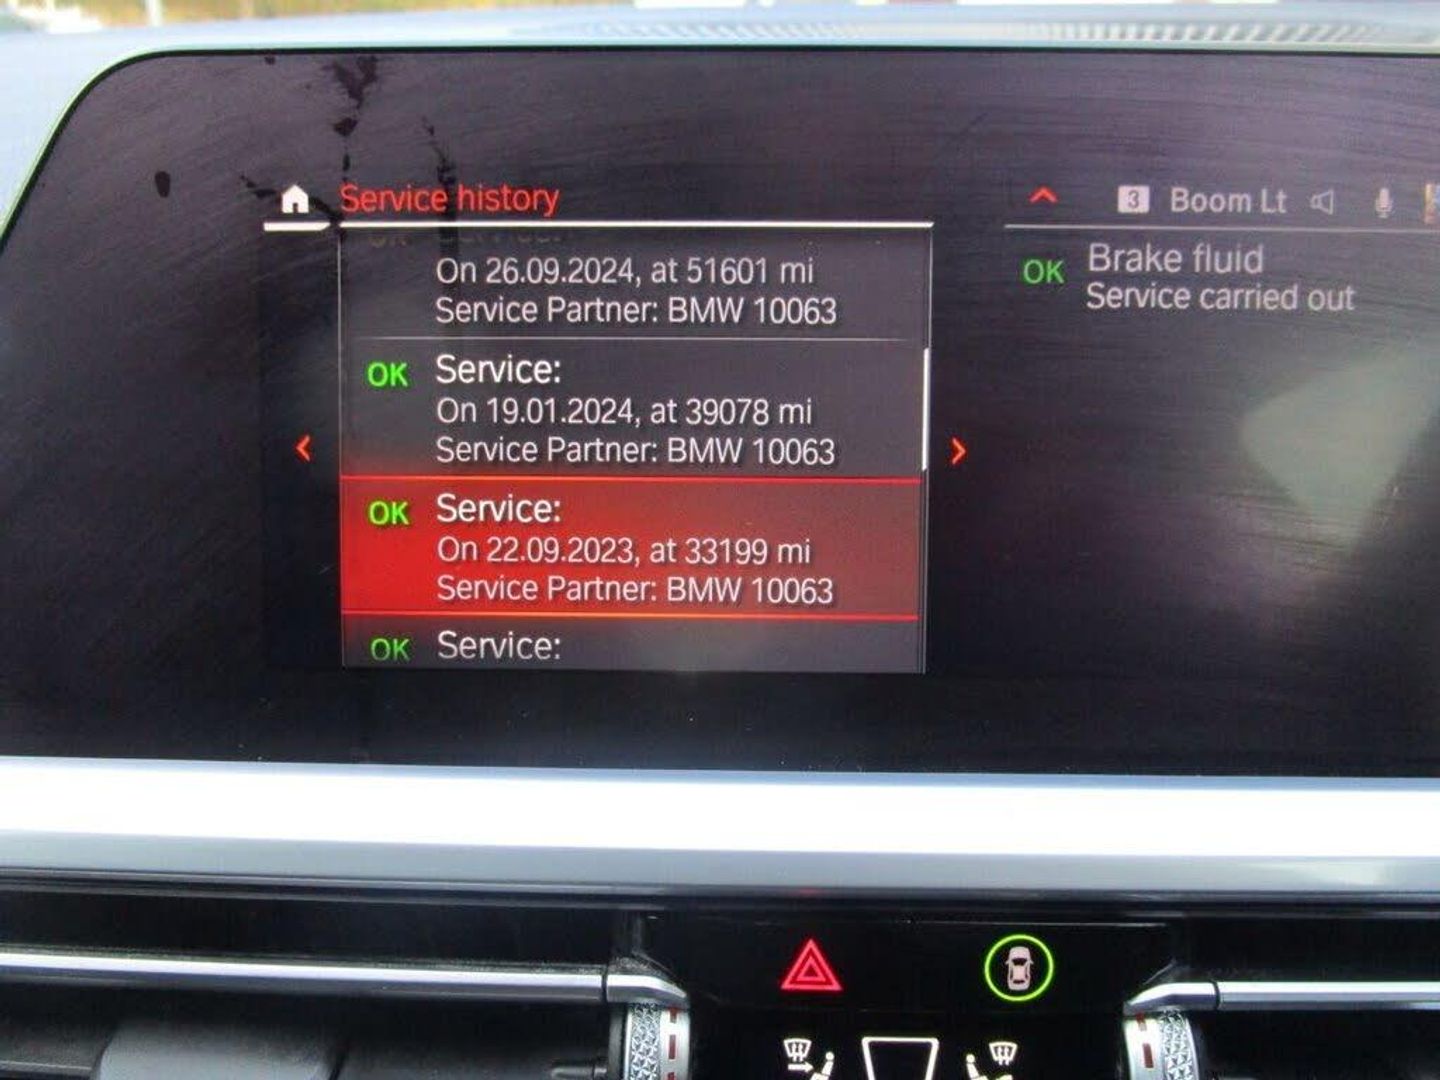 Service history
3 Boom Lt
On 26.09.2024, at 51601 mi
Service Partner: BMW 10063
OK Service:
On 19.01.2024, at 39078 mi
Service Partner: BMW 10063
OK Service:
On 22.09.2023, at 33199 mi
Service Partner: BMW 10063
OK Service:
OK Brake fluid
Service carried out